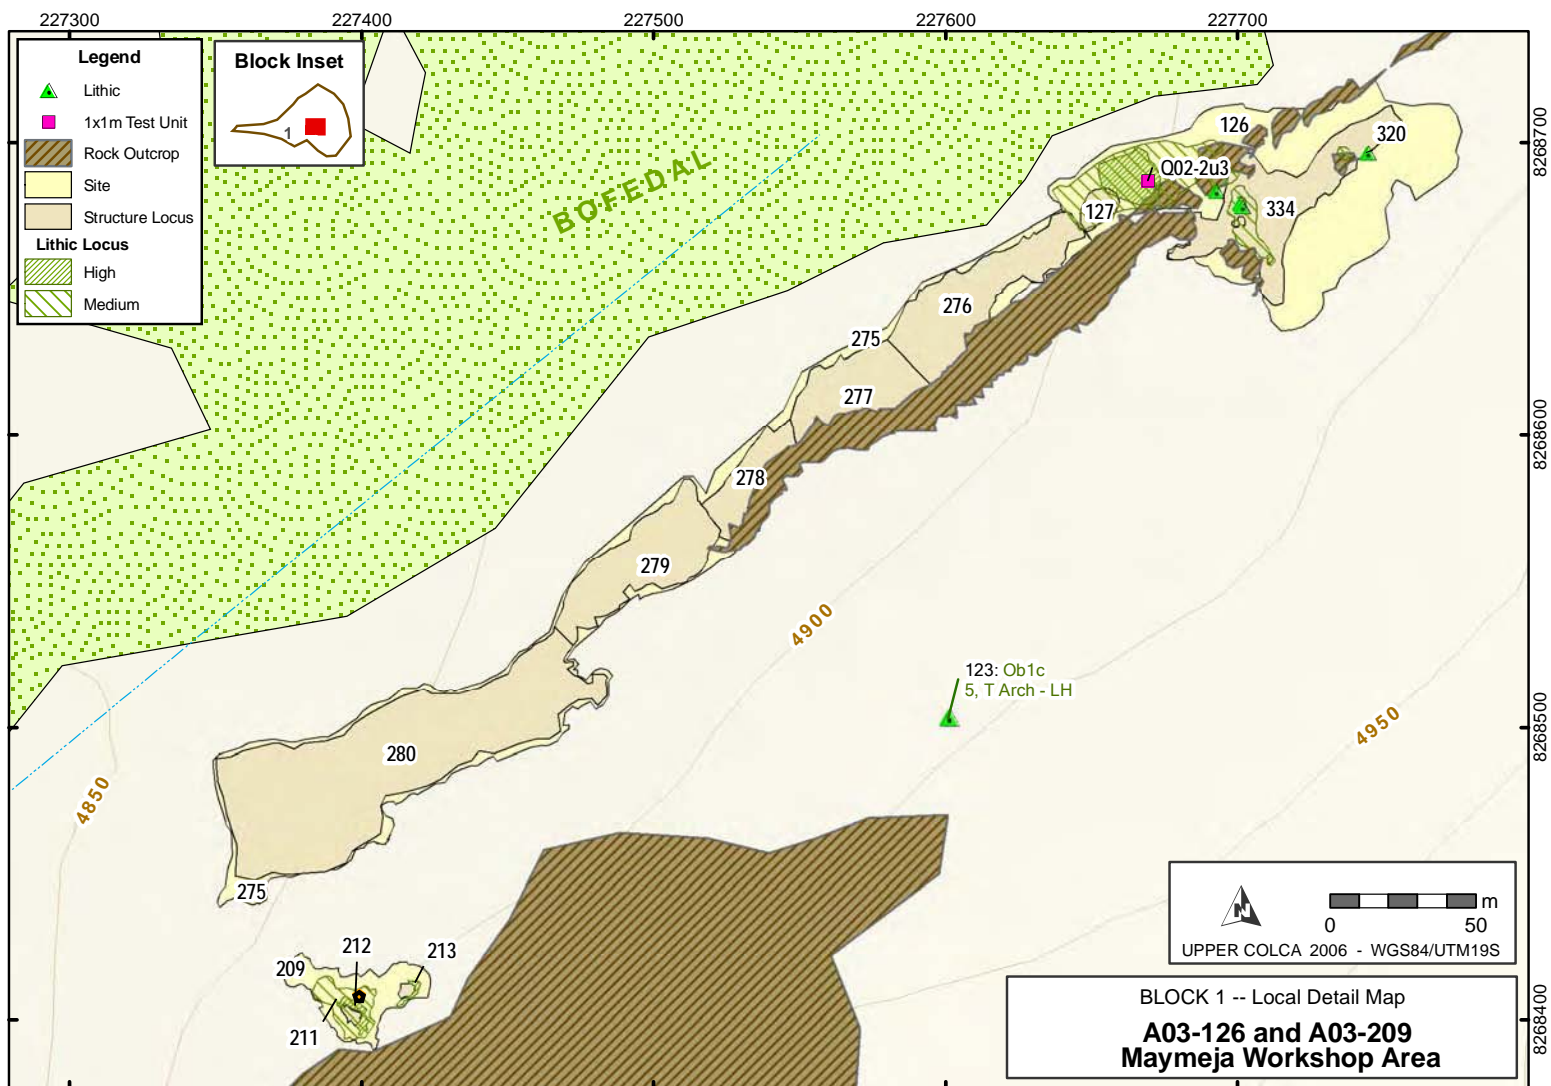 227300 227400 227500 227600 227700
Legend
Lithic
1x1m Test Unit
Rock Outcrop
Site
Structure Locus
Lithic Locus
High
Medium
Block Inset
1
BOFEDAL
126
320
Q02-2u3
127
334
276
275
277
278
279
280
275
4900
4950
4850
123: Ob1c
5, T Arch - LH
212
213
209
211
8268700
8268600
8268500
8268400
N
m
0 50
UPPER COLCA 2006 - WGS84/UTM19S
BLOCK 1 -- Local Detail Map
A03-126 and A03-209
Maymeja Workshop Area